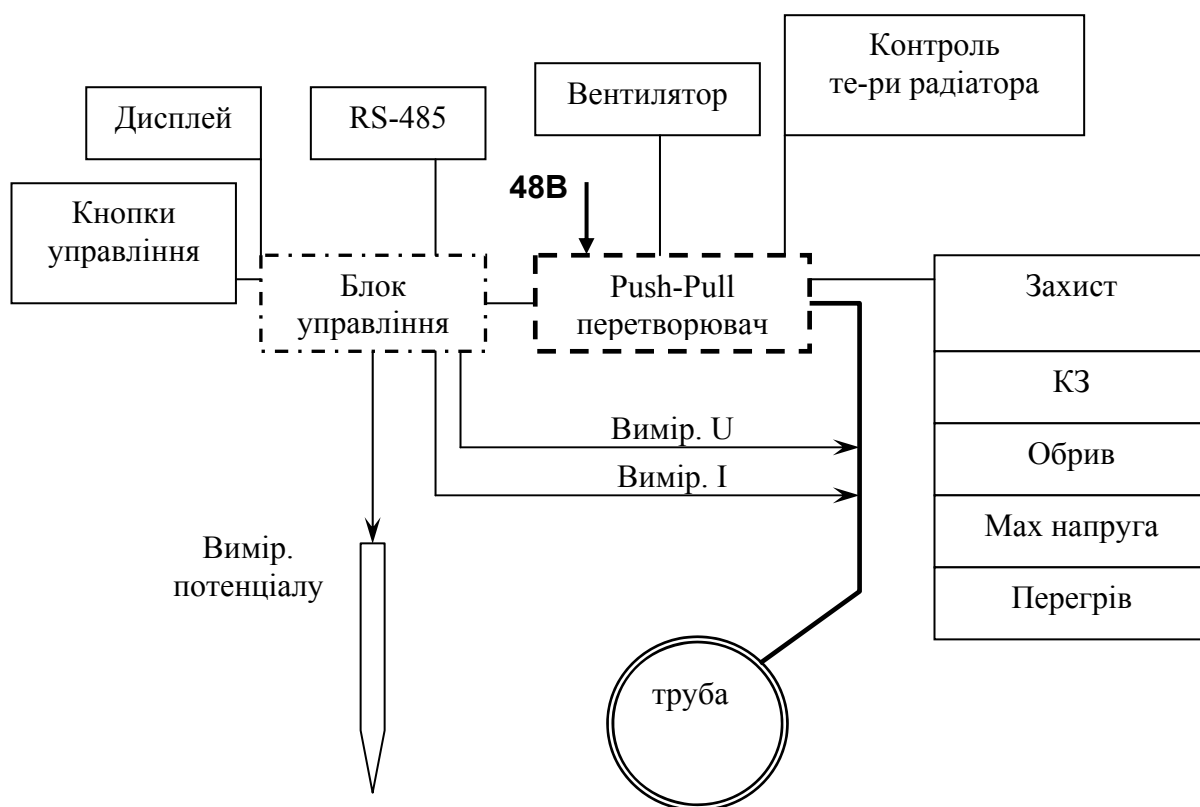 Контроль
те-ри радіатора
Вентилятор
Дисплей
RS-485
48В
Кнопки
управління
Блок
управління
Push-Pull
перетворювач
Захист
КЗ
Обрив
Мах напруга
Перегрів
Вимір. U
Вимір. I
Вимір.
потенціалу
труба